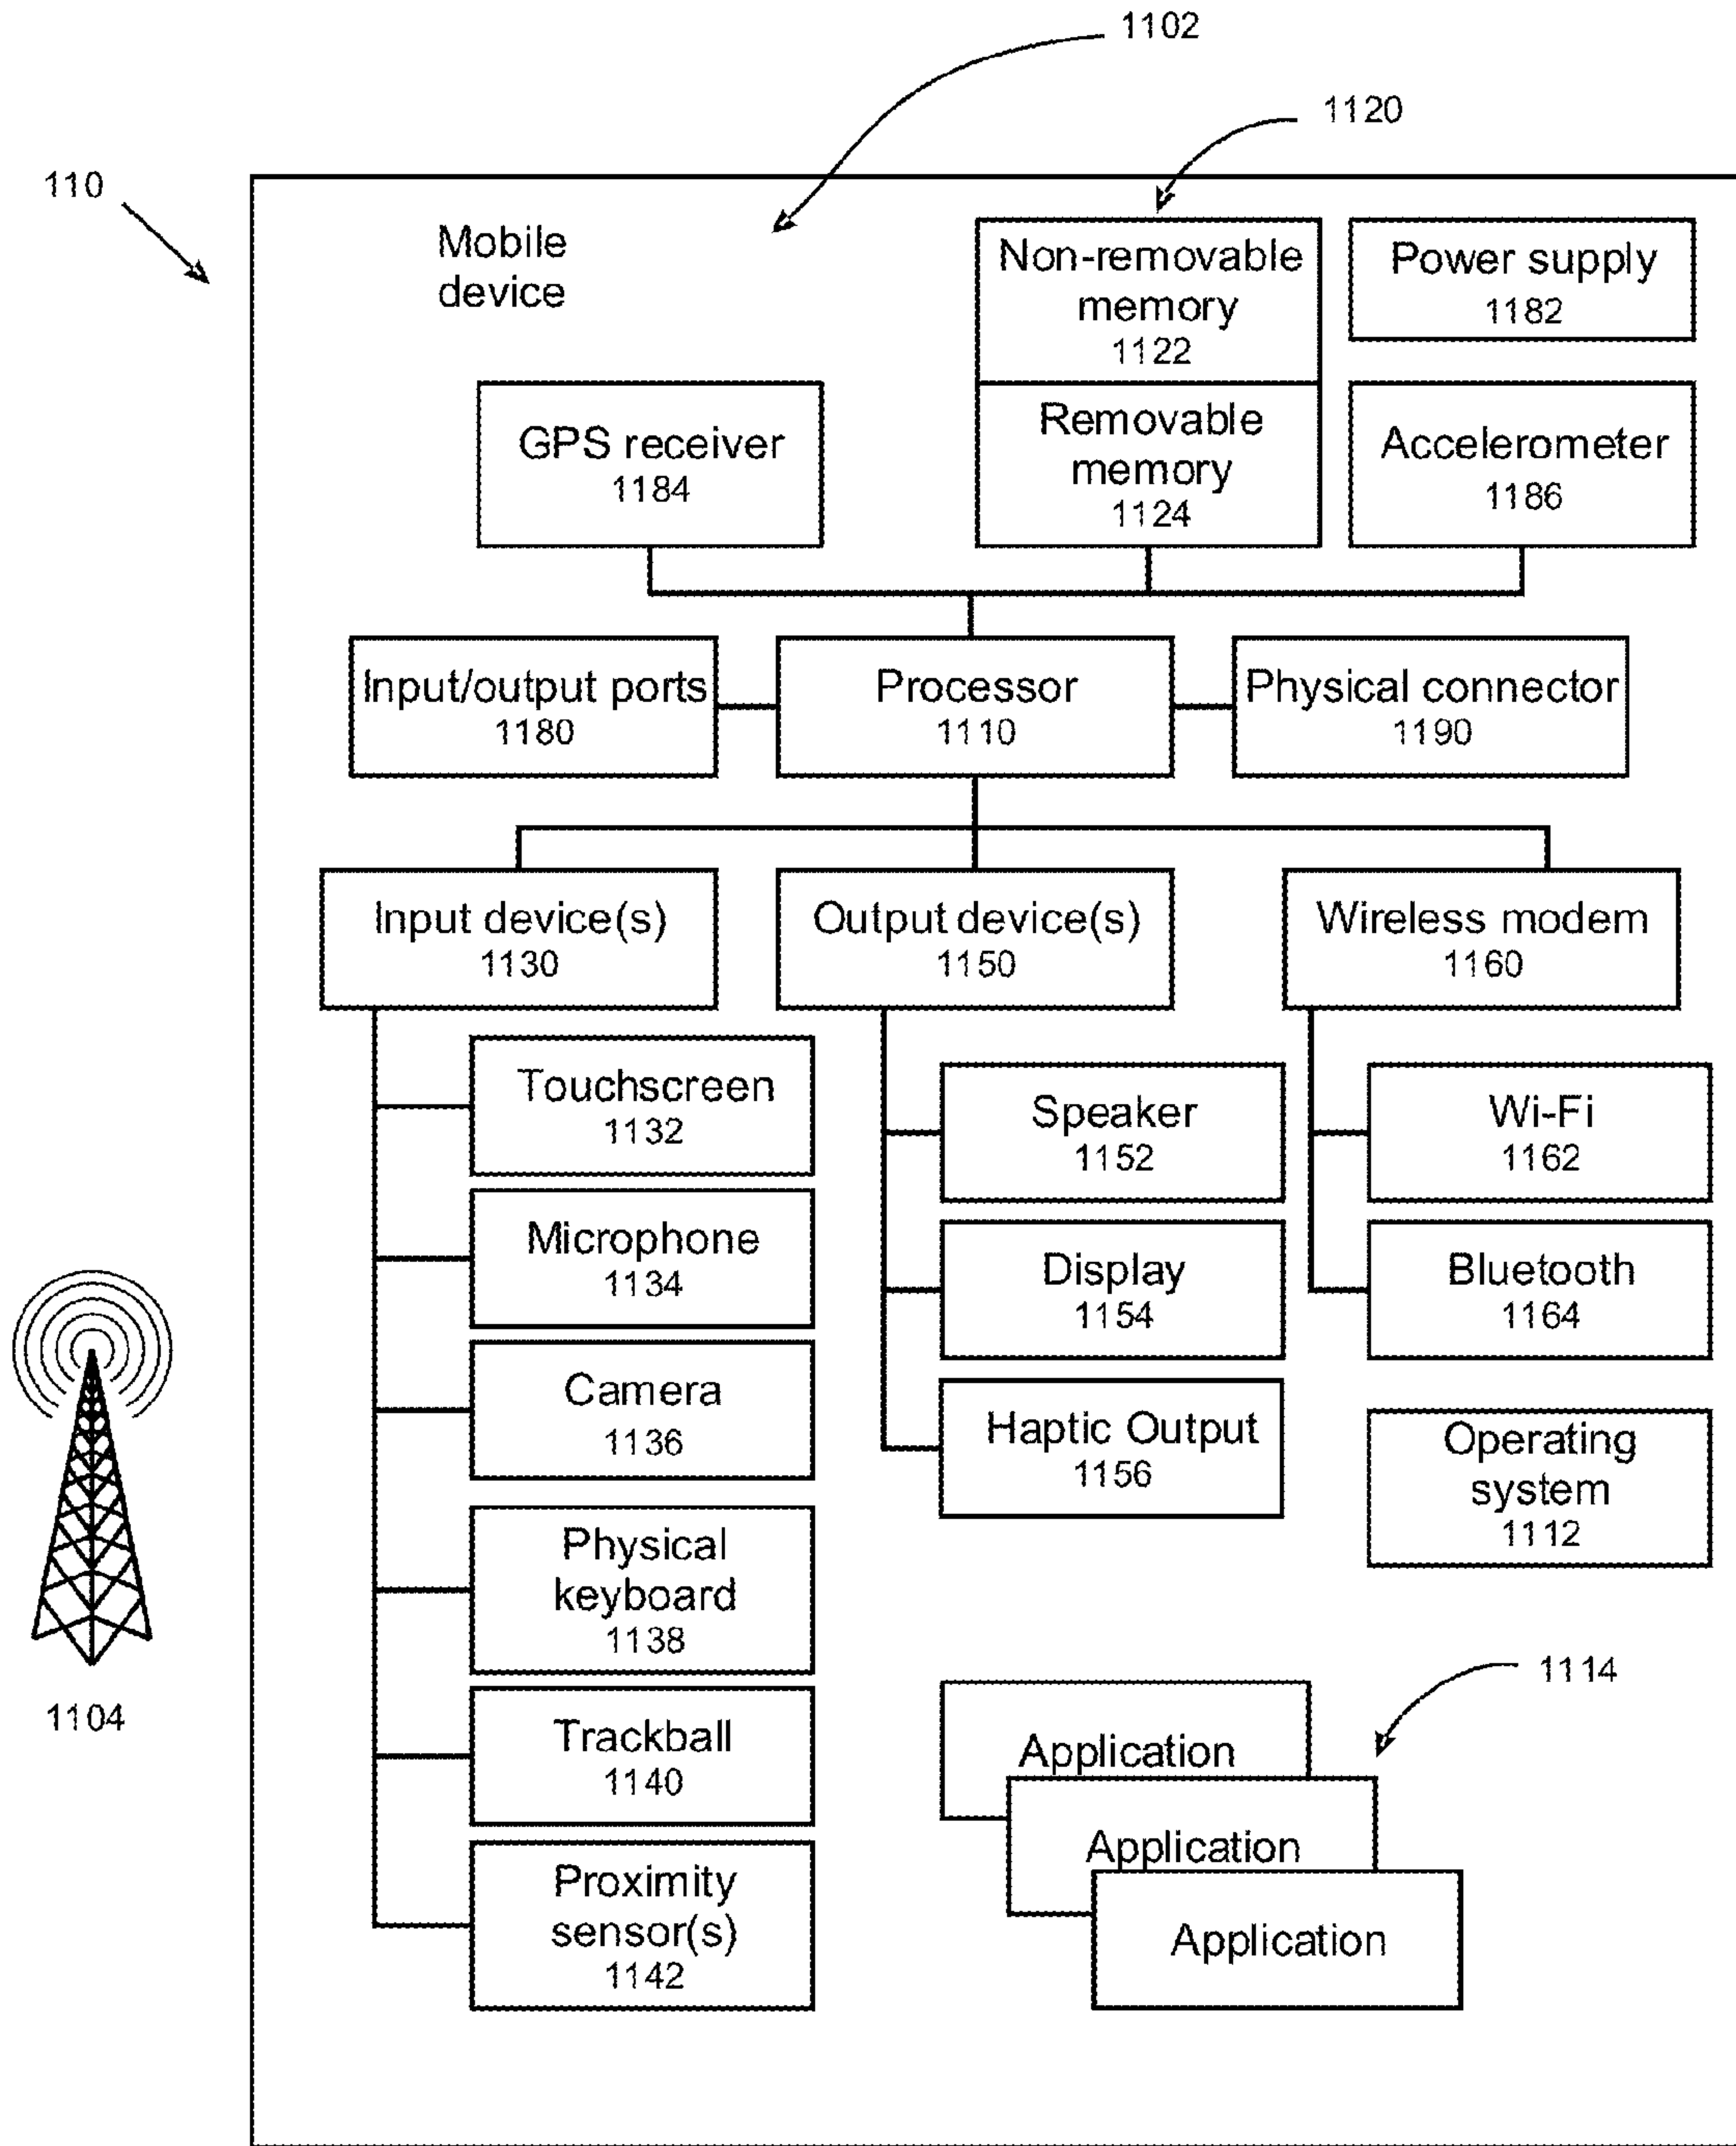 1102
1120
110
Mobile
device
Non-removable
memory
1122
Power supply
1182
GPS receiver
1184
Removable
memory
1124
Accelerometer
1186
Input/output ports
1180
Processor
1110
Physical connector
1190
Input device(s)
1130
Output device(s)
1150
Wireless modem
1160
Touchscreen
1132
Microphone
1134
Camera
1136
Physical
keyboard
1138
Trackball
1140
Proximity
sensor(s)
1142
Speaker
1152
Display
1154
Haptic Output
1156
Wi-Fi
1162
Bluetooth
1164
Operating
system
1112
1104
1114
Application
Application
Application